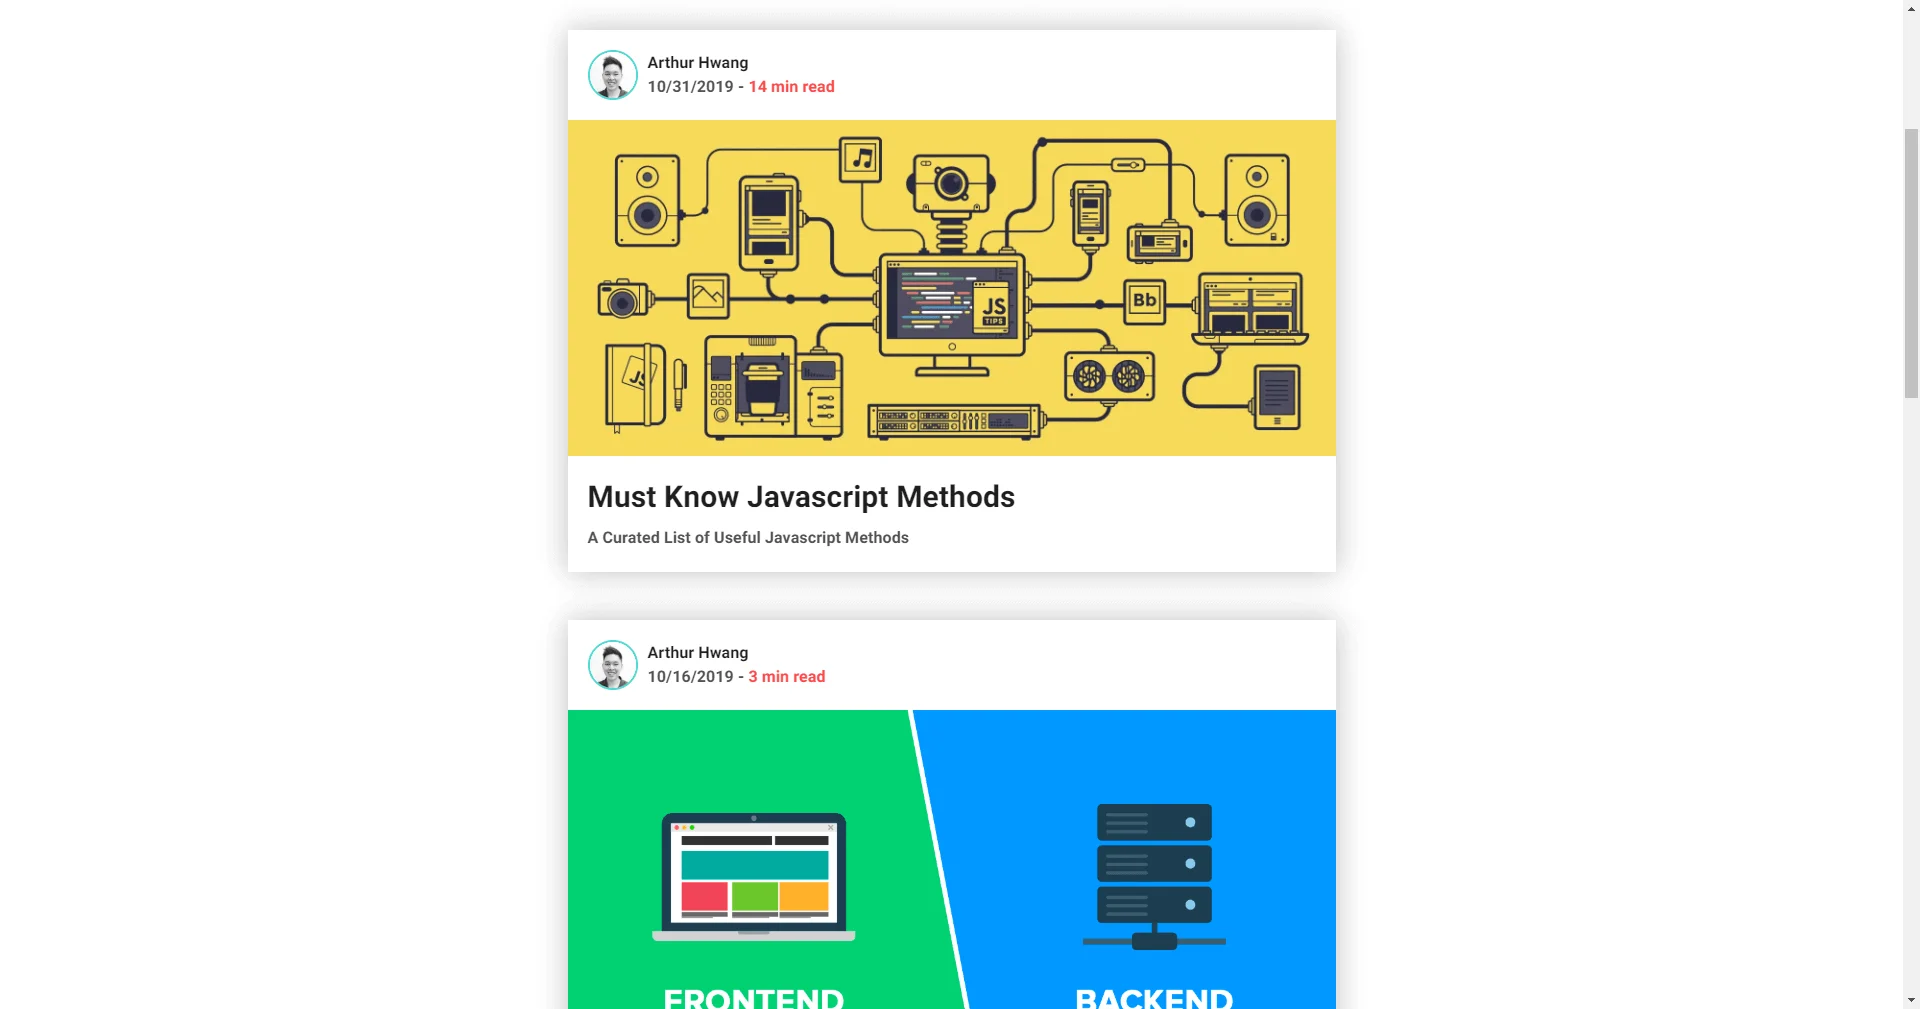 Arthur Hwang
10/31/2019 - 14 min read
JS
TIPS
Bb
JS
Must Know Javascript Methods
A Curated List of Useful Javascript Methods
Arthur Hwang
10/16/2019 - 3 min read
FRONTEND
BACKEND